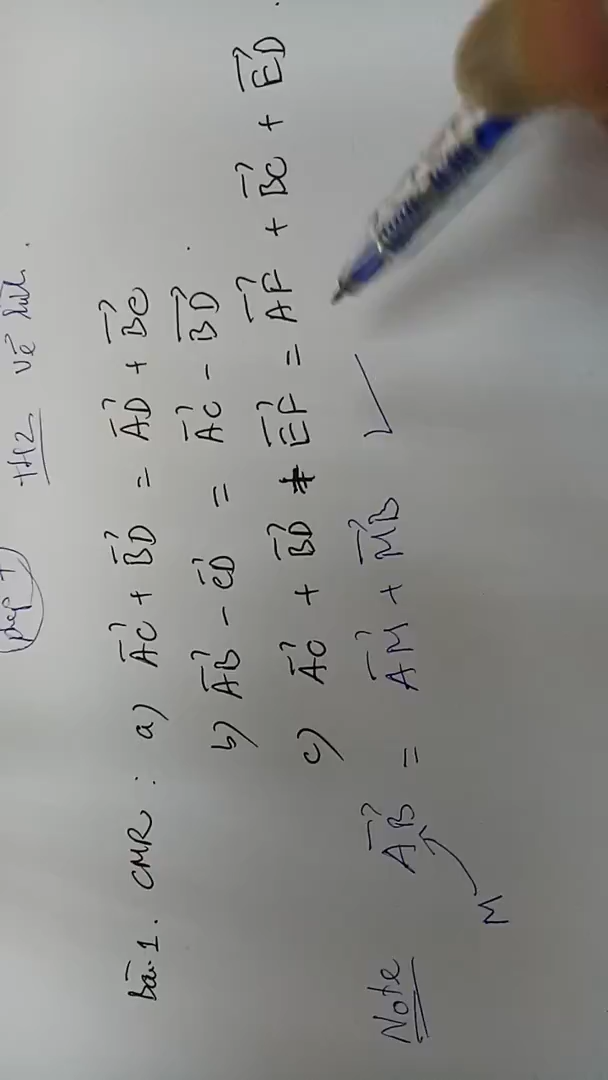 phép +
TH2 vẽ hình.
Bài 1. CMR : a) AC⃗ + BD⃗ = AD⃗ + BC⃗
b) AB⃗ - CD⃗ = AC⃗ - BD⃗.
c) AC⃗ + BD⃗ + EF⃗ = AF⃗ + BC⃗ + ED⃗.
Note AB⃗ = AM⃗ + MB⃗ ✓
M